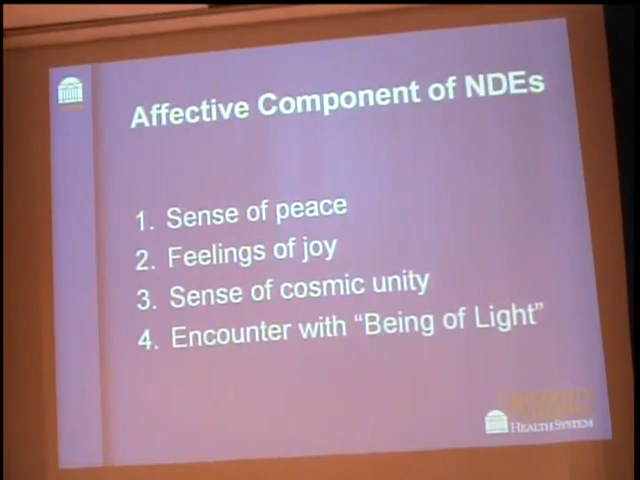 Affective Component of NDEs
1. Sense of peace
2. Feelings of joy
3. Sense of cosmic unity
4. Encounter with “Being of Light”
HEALTH SYSTEM